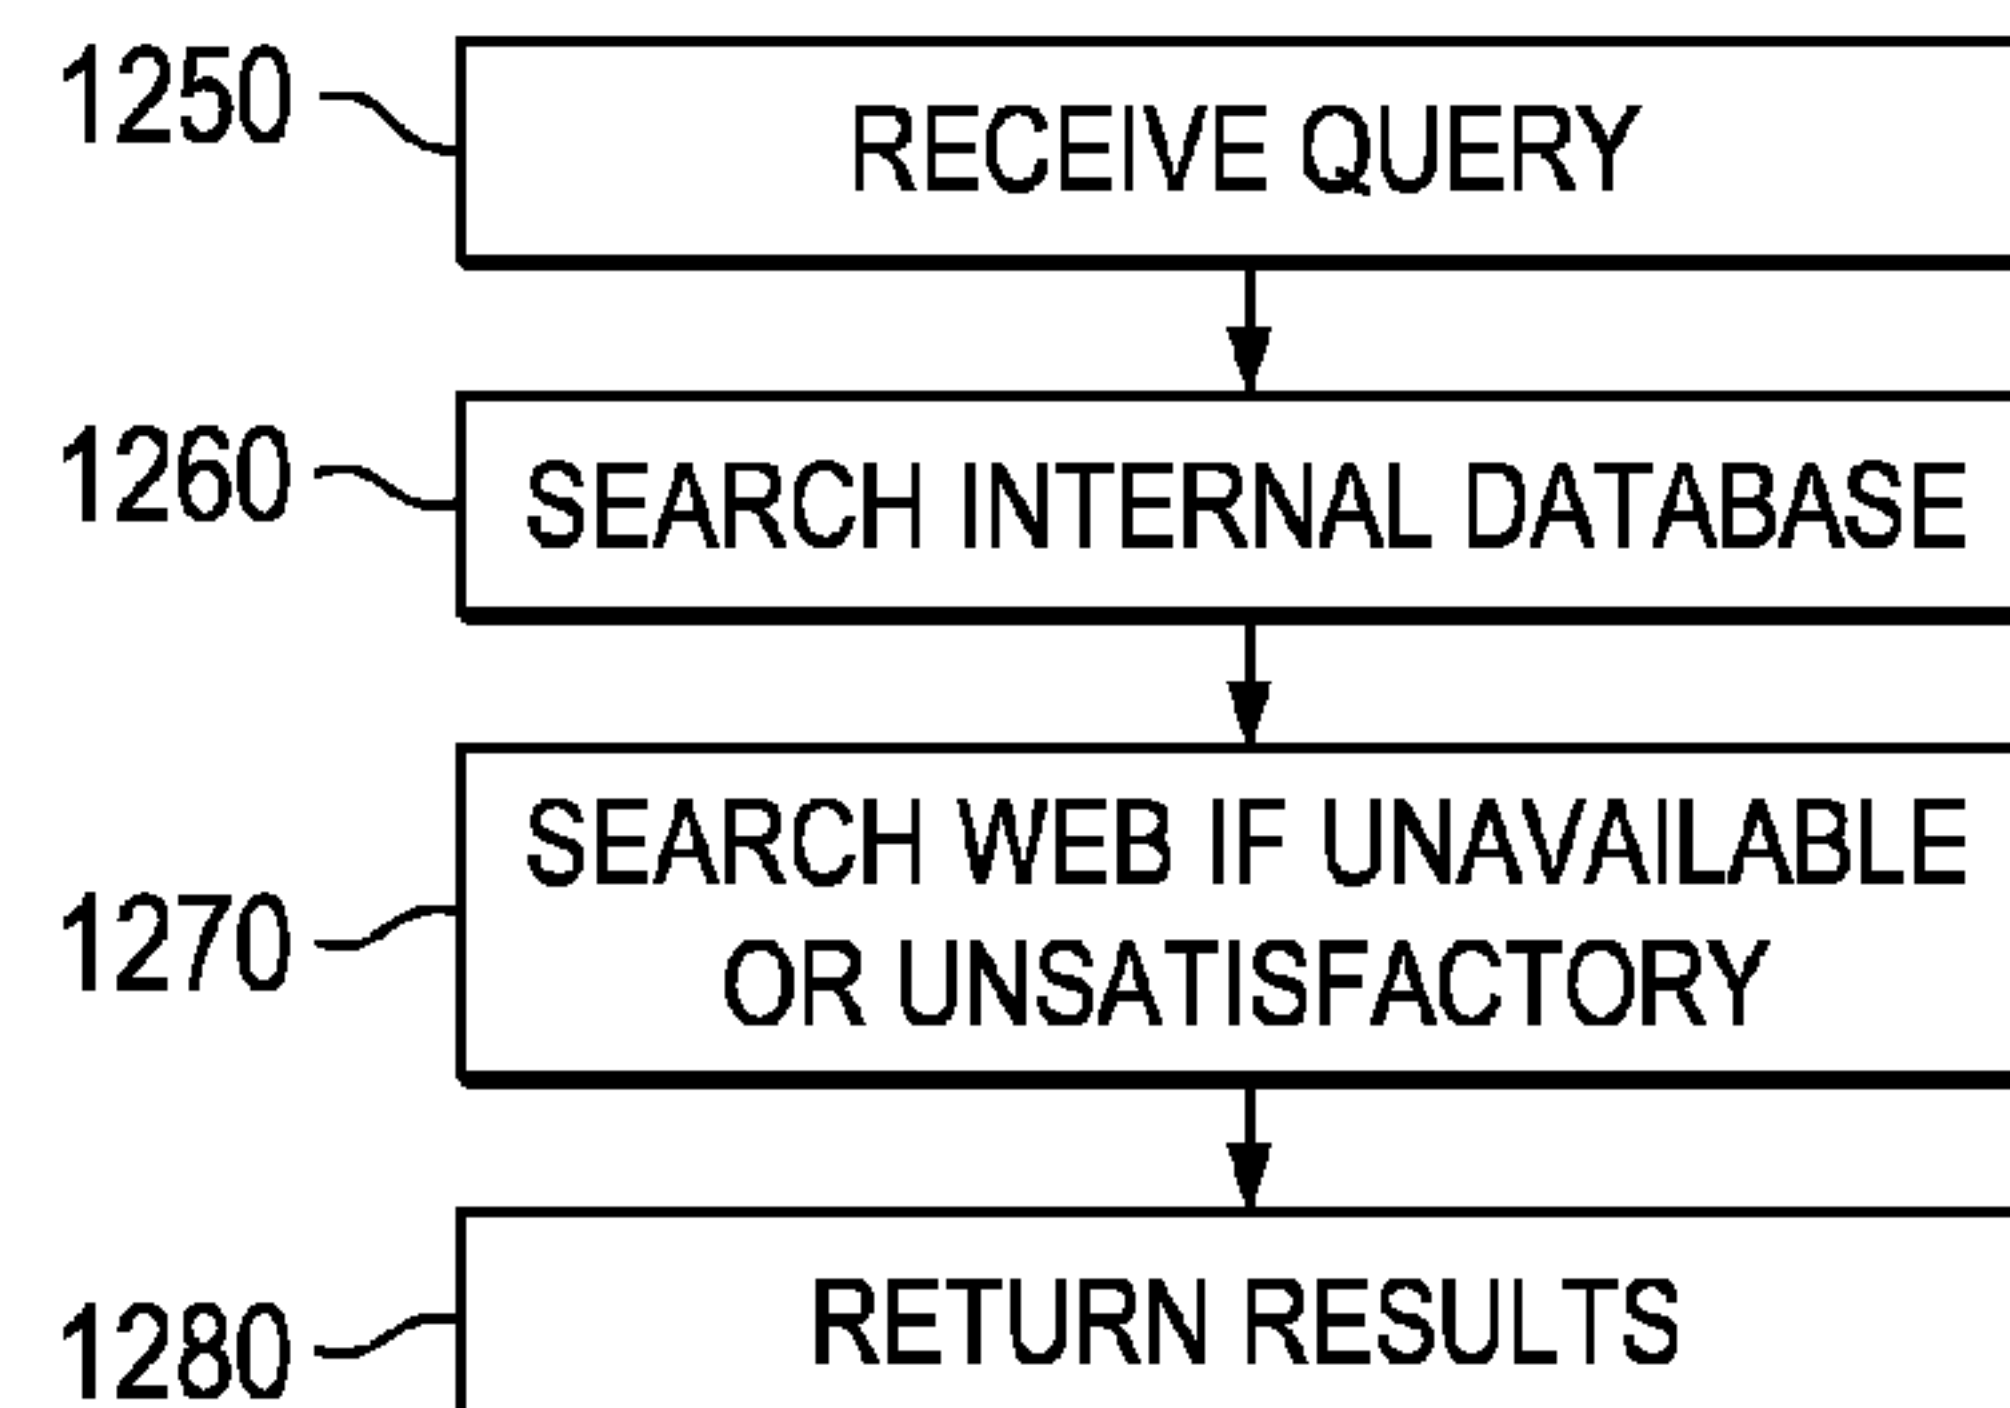 1250
RECEIVE QUERY
1260
SEARCH INTERNAL DATABASE
1270
SEARCH WEB IF UNAVAILABLE
OR UNSATISFACTORY
1280
RETURN RESULTS